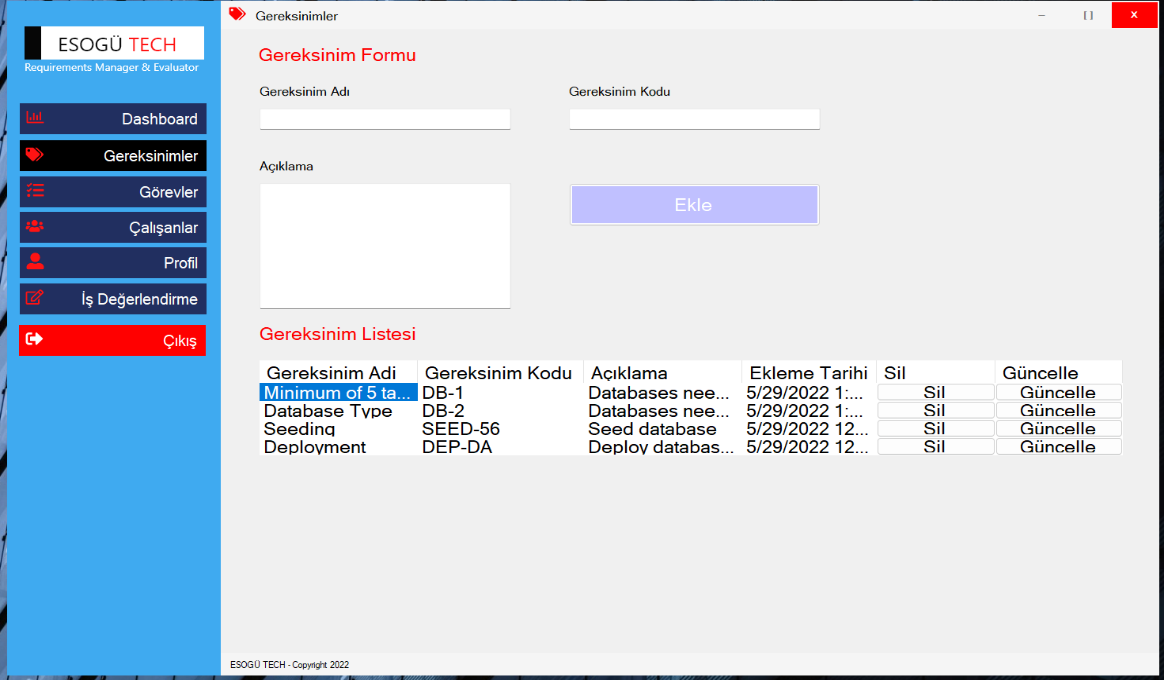 ESOGÜ TECH
Requirements Manager & Evaluator
Dashboard
Gereksinimler
Görevler
Çalışanlar
Profil
İş Değerlendirme
Çıkış
Gereksinimler
Gereksinim Formu
Gereksinim Adı Gereksinim Kodu
Açıklama
Ekle
Gereksinim Listesi
Gereksinim Adi Gereksinim Kodu Açıklama Ekleme Tarihi Sil Güncelle
Minimum of 5 ta... DB-1 Databases nee... 5/29/2022 1:... Sil Güncelle
Database Type DB-2 Databases nee... 5/29/2022 1:... Sil Güncelle
Seeding SEED-56 Seed database 5/29/2022 12... Sil Güncelle
Deployment DEP-DA Deploy databas... 5/29/2022 12... Sil Güncelle
ESOGÜ TECH - Copyright 2022